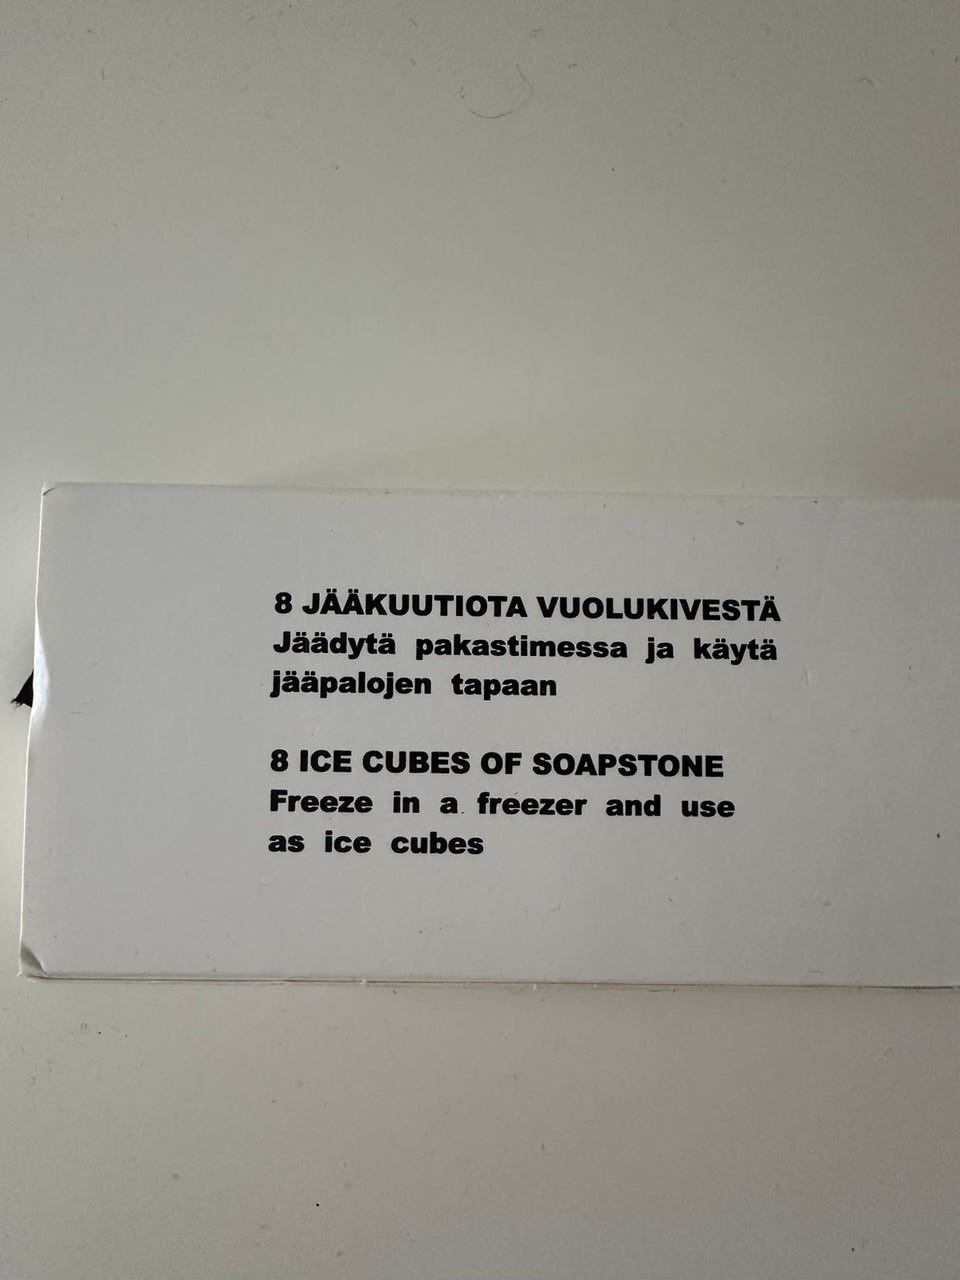 8 JÄÄKUUTIOTA VUOLUKIVESTÄ
Jäädytä pakastimessa ja käytä
jääpalojen tapaan
8 ICE CUBES OF SOAPSTONE
Freeze in a freezer and use
as ice cubes